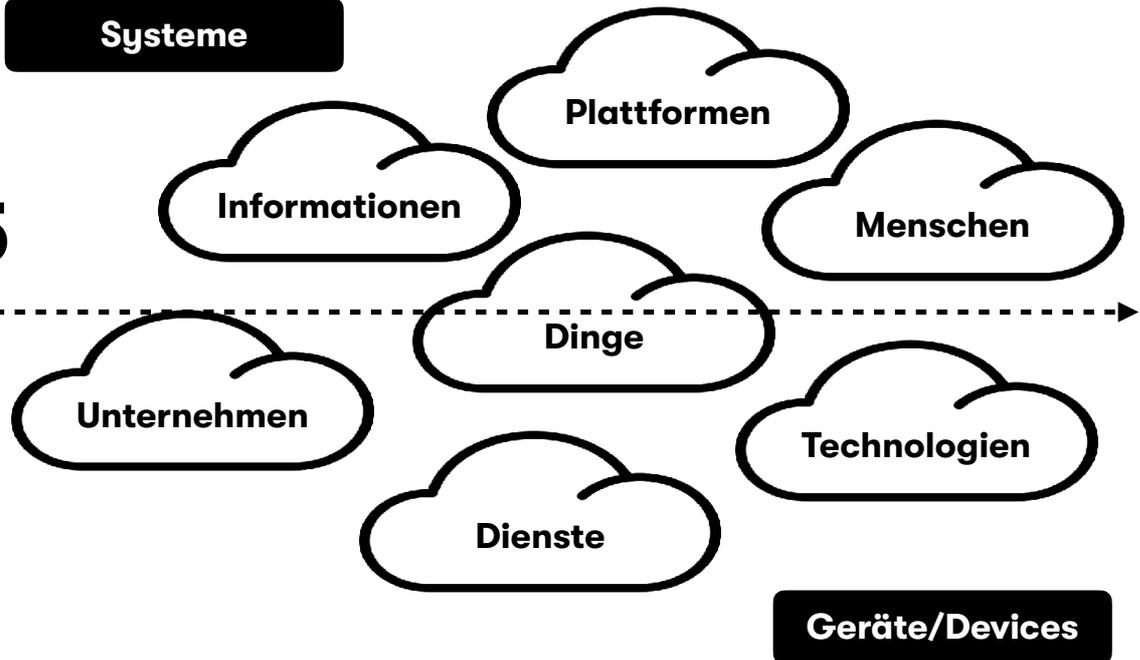 Systeme
Plattformen
Informationen
Menschen
Dinge
Unternehmen
Technologien
Dienste
Geräte/Devices